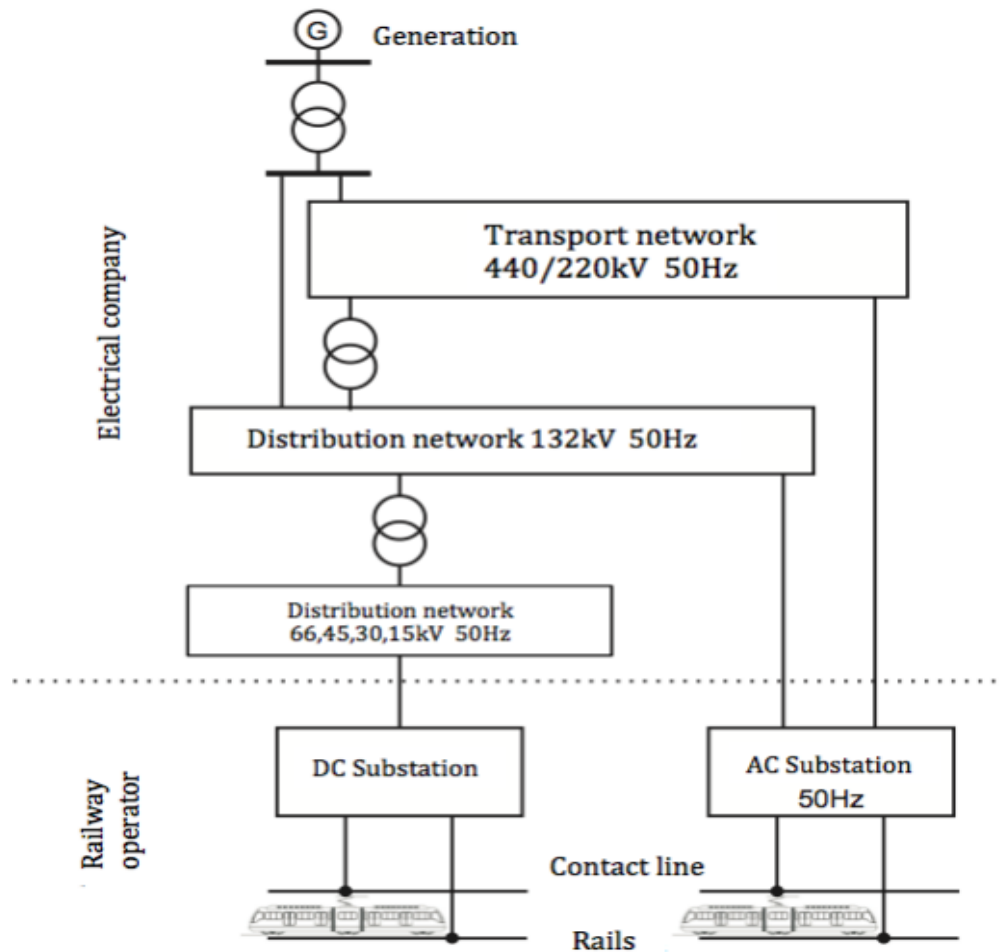 G
Generation
Electrical company
Transport network
440/220kV 50Hz
Distribution network 132kV 50Hz
Distribution network
66,45,30,15kV 50Hz
Railway
operator
DC Substation
AC Substation
50Hz
Contact line
Rails